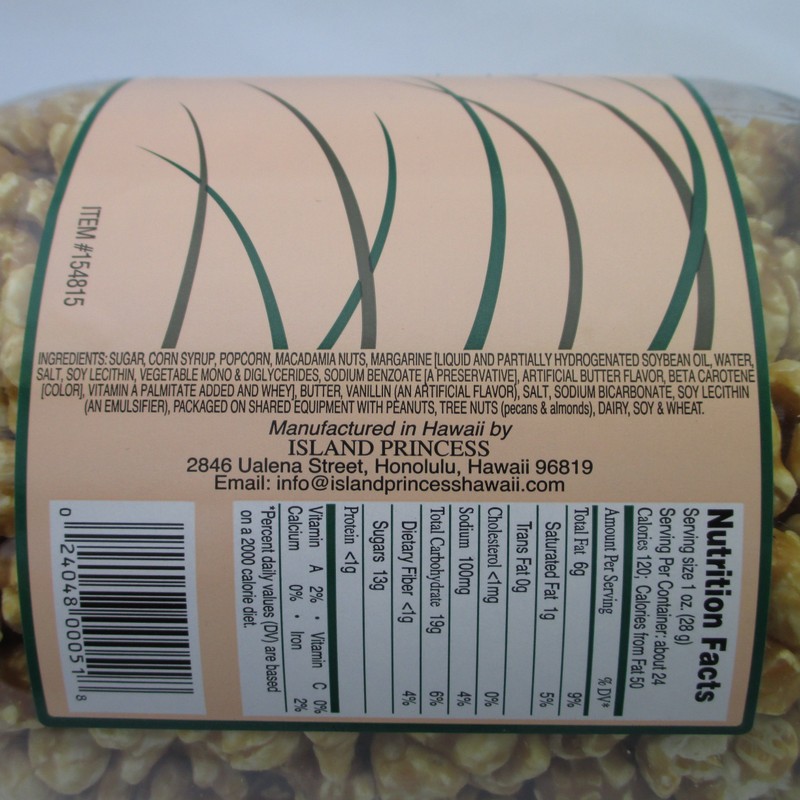 ITEM #154815
INGREDIENTS: SUGAR, CORN SYRUP, POPCORN, MACADAMIA NUTS, MARGARINE [LIQUID AND PARTIALLY HYDROGENATED SOYBEAN OIL, WATER,
SALT, SOY LECITHIN, VEGETABLE MONO & DIGLYCERIDES, SODIUM BENZOATE [A PRESERVATIVE], ARTIFICIAL BUTTER FLAVOR, BETA CAROTENE
[COLOR], VITAMIN A PALMITATE ADDED AND WHEY], BUTTER, VANILLIN (AN ARTIFICIAL FLAVOR), SALT, SODIUM BICARBONATE, SOY LECITHIN
(AN EMULSIFIER), PACKAGED ON SHARED EQUIPMENT WITH PEANUTS, TREE NUTS (pecans & almonds), DAIRY, SOY & WHEAT.
Manufactured in Hawaii by
ISLAND PRINCESS
2846 Ualena Street, Honolulu, Hawaii 96819
Email: info@islandprincesshawaii.com
Nutrition Facts
Serving size 1 oz. (28 g)
Serving Per Container: about 24
Calories 120; Calories from Fat 50
Amount Per Serving % DV*
Total Fat 6g 9%
Saturated Fat 1g 5%
Trans Fat 0g
Cholesterol <1mg 0%
Sodium 100mg 4%
Total Carbohydrate 19g 6%
Dietary Fiber <1g 4%
Sugars 13g
Protein <1g
Vitamin A 2% • Vitamin C 0%
Calcium 0% • Iron 2%
*Percent daily values (DV) are based
on a 2000 calorie diet.
0 24048 00051 8